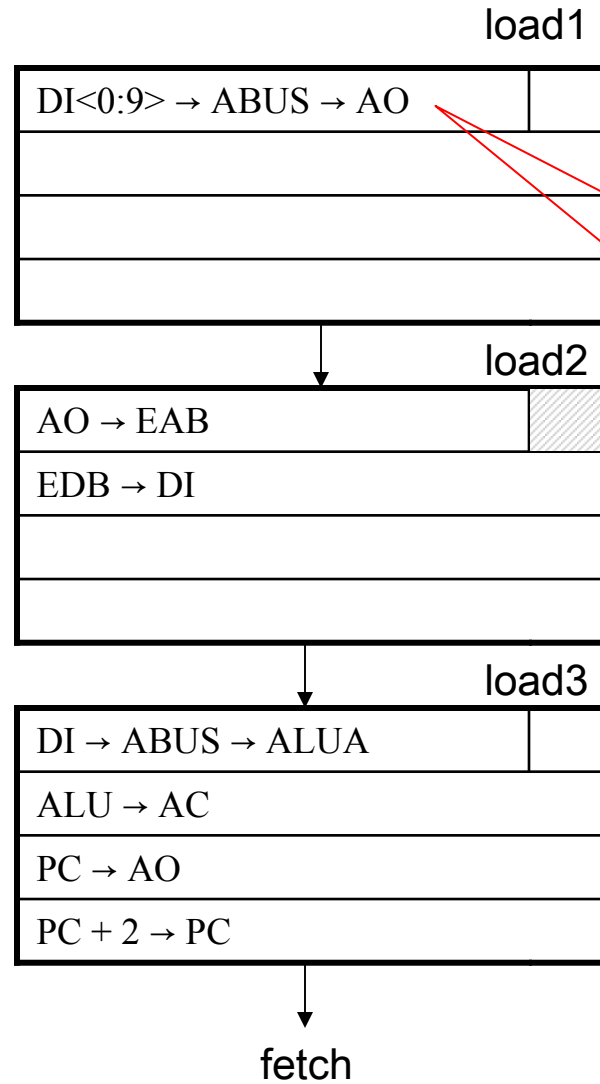 load1
DI<0:9> → ABUS → AO
load2
AO → EAB
EDB → DI
load3
DI → ABUS → ALUA
ALU → AC
PC → AO
PC + 2 → PC
fetch